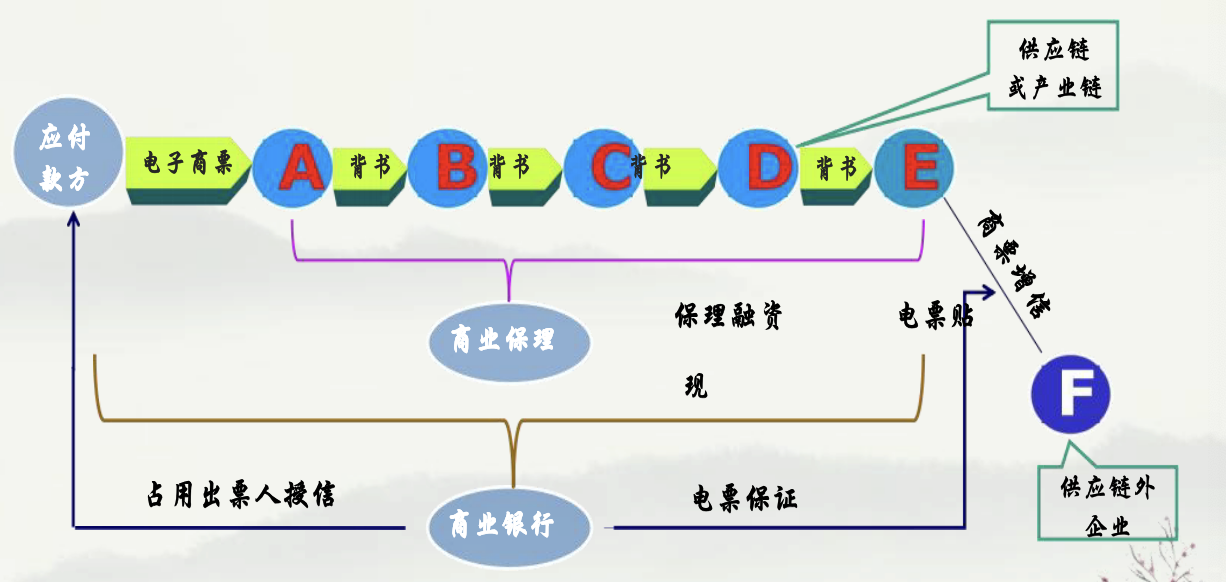 供应链
或产业链
应付
款方
电子商票
A
背书
B
背书
C
背书
D
背书
E
商票增信
保理融资
电票贴
现
商业保理
F
占用出票人授信
商业银行
电票保证
供应链外
企业